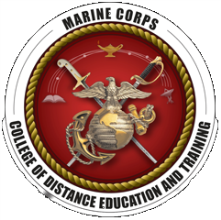 MARINE CORPS
COLLEGE OF DISTANCE EDUCATION AND TRAINING